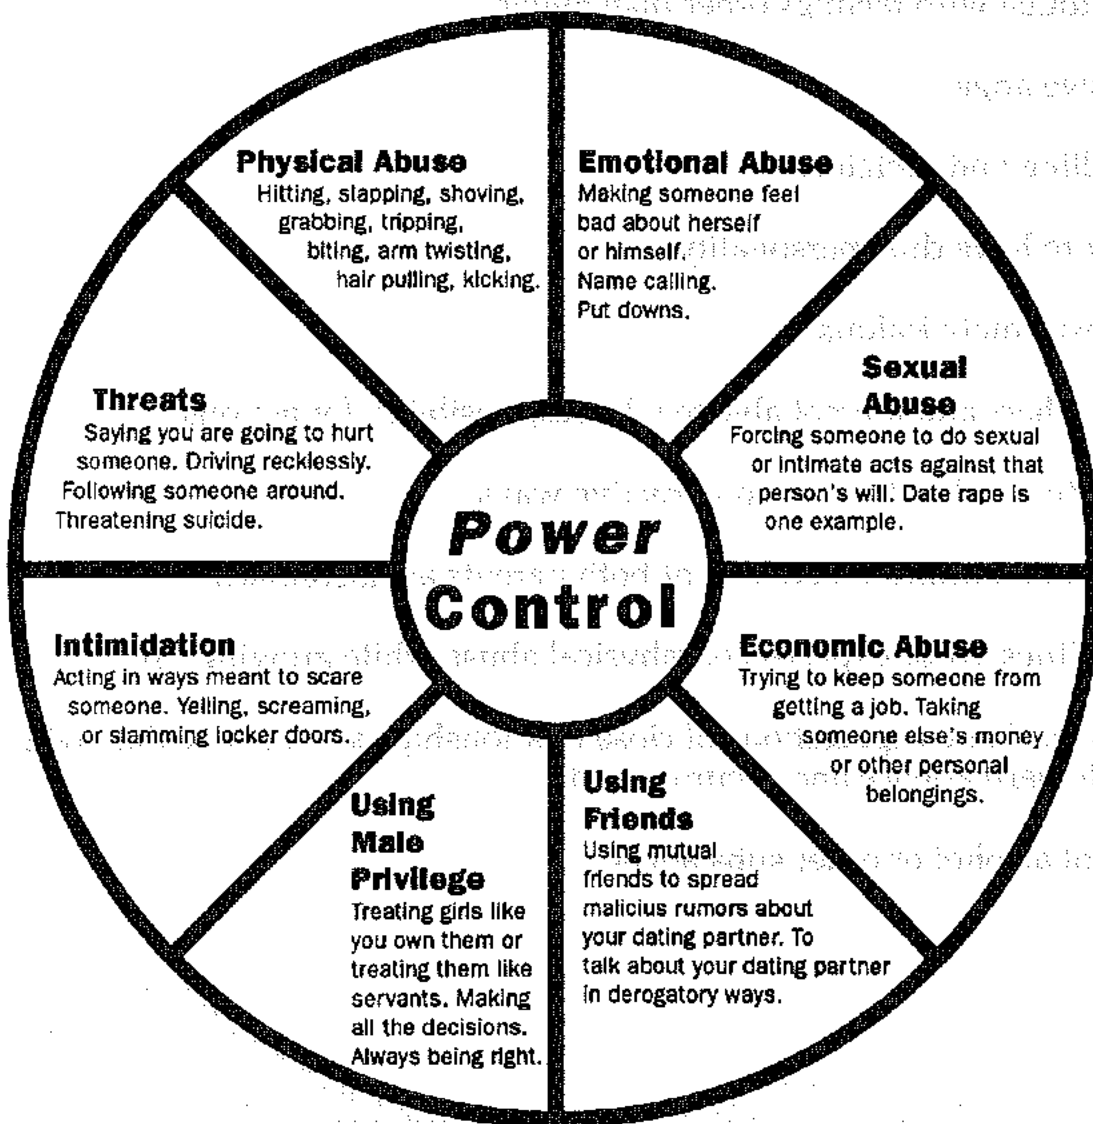 Physical Abuse
Hitting, slapping, shoving,
grabbing, tripping,
biting, arm twisting,
hair pulling, kicking.
Emotional Abuse
Making someone feel
bad about herself
or himself.
Name calling.
Put downs.
Sexual
Abuse
Forcing someone to do sexual
or intimate acts against that
person's will. Date rape is
one example.
Economic Abuse
Trying to keep someone from
getting a job. Taking
someone else's money
or other personal
belongings.
Using
Friends
Using mutual
friends to spread
malicius rumors about
your dating partner. To
talk about your dating partner
in derogatory ways.
Using
Male
Privilege
Treating girls like
you own them or
treating them like
servants. Making
all the decisions.
Always being right.
Intimidation
Acting in ways meant to scare
someone. Yelling, screaming,
or slamming locker doors.
Threats
Saying you are going to hurt
someone. Driving recklessly.
Following someone around.
Threatening suicide.
Power
Control